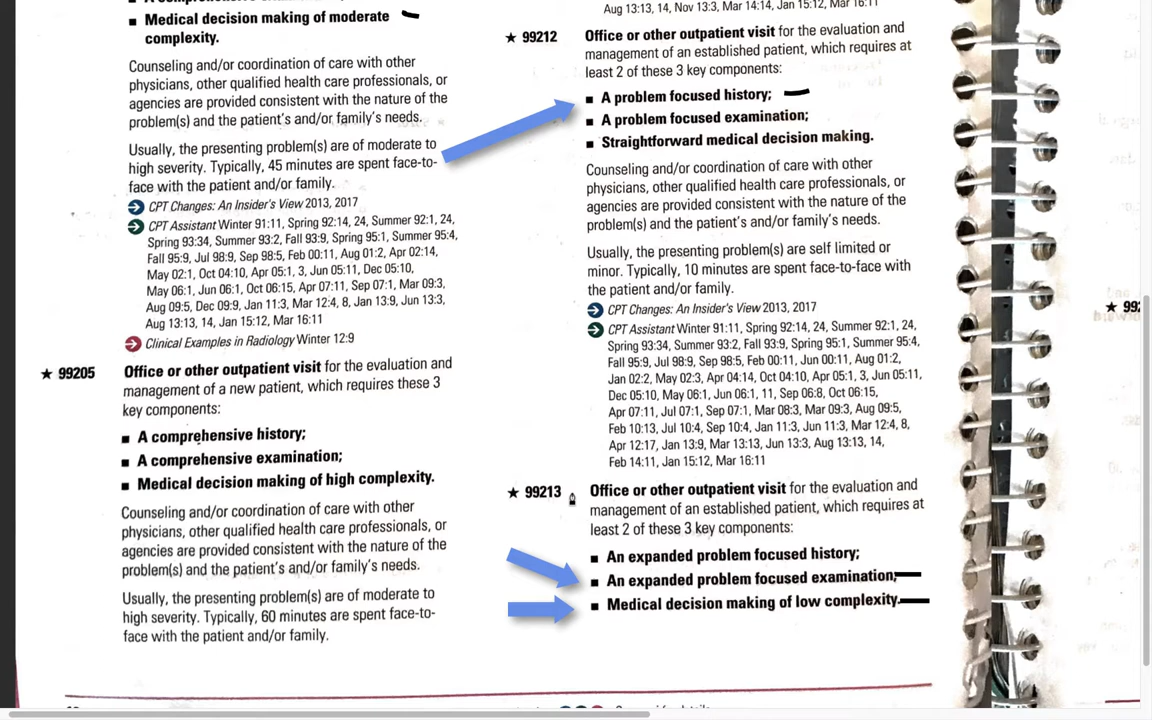 ■ Medical decision making of moderate
complexity.
Counseling and/or coordination of care with other
physicians, other qualified health care professionals, or
agencies are provided consistent with the nature of the
problem(s) and the patient's and/or family's needs.
Usually, the presenting problem(s) are of moderate to
high severity. Typically, 45 minutes are spent face-to-
face with the patient and/or family.
CPT Changes: An Insider's View 2013, 2017
CPT Assistant Winter 91:11, Spring 92:14, 24, Summer 92:1, 24,
Spring 93:34, Summer 93:2, Fall 93:9, Spring 95:1, Summer 95:4,
Fall 95:9, Jul 98:9, Sep 98:5, Feb 00:11, Aug 01:2, Apr 02:14,
May 02:1, Oct 04:10, Apr 05:1, 3, Jun 05:11, Dec 05:10,
May 06:1, Jun 06:1, Oct 06:15, Apr 07:11, Sep 07:1, Mar 09:3,
Aug 09:5, Dec 09:9, Jan 11:3, Mar 12:4, 8, Jan 13:9, Jun 13:3,
Aug 13:13, 14, Jan 15:12, Mar 16:11
Clinical Examples in Radiology Winter 12:9
★ 99205 Office or other outpatient visit for the evaluation and
management of a new patient, which requires these 3
key components:
■ A comprehensive history;
■ A comprehensive examination;
■ Medical decision making of high complexity.
Counseling and/or coordination of care with other
physicians, other qualified health care professionals, or
agencies are provided consistent with the nature of the
problem(s) and the patient's and/or family's needs.
Usually, the presenting problem(s) are of moderate to
high severity. Typically, 60 minutes are spent face-to-
face with the patient and/or family.
Aug 13:13, 14, Nov 13:3, Mar 14:14, Jan 15:12, Mar 16:11
★ 99212 Office or other outpatient visit for the evaluation and
management of an established patient, which requires at
least 2 of these 3 key components:
■ A problem focused history;
■ A problem focused examination;
■ Straightforward medical decision making.
Counseling and/or coordination of care with other
physicians, other qualified health care professionals, or
agencies are provided consistent with the nature of the
problem(s) and the patient's and/or family's needs.
Usually, the presenting problem(s) are self limited or
minor. Typically, 10 minutes are spent face-to-face with
the patient and/or family.
CPT Changes: An Insider's View 2013, 2017
CPT Assistant Winter 91:11, Spring 92:14, 24, Summer 92:1, 24,
Spring 93:34, Summer 93:2, Fall 93:9, Spring 95:1, Summer 95:4,
Fall 95:9, Jul 98:9, Sep 98:5, Feb 00:11, Jun 00:11, Aug 01:2,
Jan 02:2, May 02:3, Apr 04:14, Oct 04:10, Apr 05:1, 3, Jun 05:11,
Dec 05:10, May 06:1, Jun 06:1, 11, Sep 06:8, Oct 06:15,
Apr 07:11, Jul 07:1, Sep 07:1, Mar 08:3, Mar 09:3, Aug 09:5,
Feb 10:13, Jul 10:4, Sep 10:4, Jan 11:3, Jun 11:3, Mar 12:4, 8,
Apr 12:17, Jan 13:9, Mar 13:13, Jun 13:3, Aug 13:13, 14,
Feb 14:11, Jan 15:12, Mar 16:11
★ 99213 Office or other outpatient visit for the evaluation and
management of an established patient, which requires at
least 2 of these 3 key components:
■ An expanded problem focused history;
■ An expanded problem focused examination;
■ Medical decision making of low complexity.